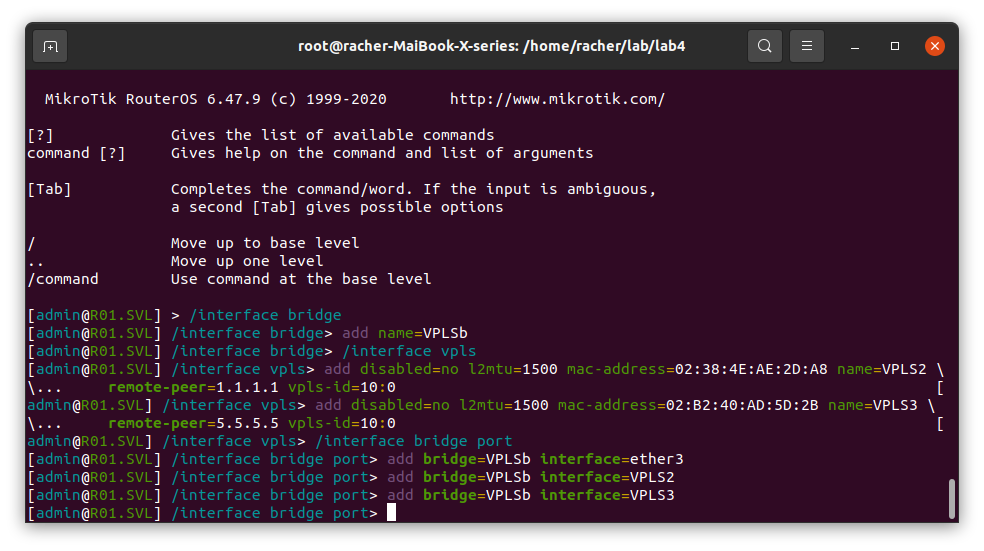 root@racher-MaiBook-X-series: /home/racher/lab/lab4
MikroTik RouterOS 6.47.9 (c) 1999-2020       http://www.mikrotik.com/
[?]             Gives the list of available commands
command [?]     Gives help on the command and list of arguments
[Tab]           Completes the command/word. If the input is ambiguous,
                a second [Tab] gives possible options
/               Move up to base level
..              Move up one level
/command        Use command at the base level
[admin@R01.SVL] > /interface bridge
[admin@R01.SVL] /interface bridge> add name=VPLSb
[admin@R01.SVL] /interface bridge> /interface vpls
[admin@R01.SVL] /interface vpls> add disabled=no l2mtu=1500 mac-address=02:38:4E:AE:2D:A8 name=VPLS2 \
\...     remote-peer=1.1.1.1 vpls-id=10:0                                                            [
admin@R01.SVL] /interface vpls> add disabled=no l2mtu=1500 mac-address=02:B2:40:AD:5D:2B name=VPLS3 \
\...     remote-peer=5.5.5.5 vpls-id=10:0                                                            [
admin@R01.SVL] /interface vpls> /interface bridge port
[admin@R01.SVL] /interface bridge port> add bridge=VPLSb interface=ether3
[admin@R01.SVL] /interface bridge port> add bridge=VPLSb interface=VPLS2
[admin@R01.SVL] /interface bridge port> add bridge=VPLSb interface=VPLS3
[admin@R01.SVL] /interface bridge port>